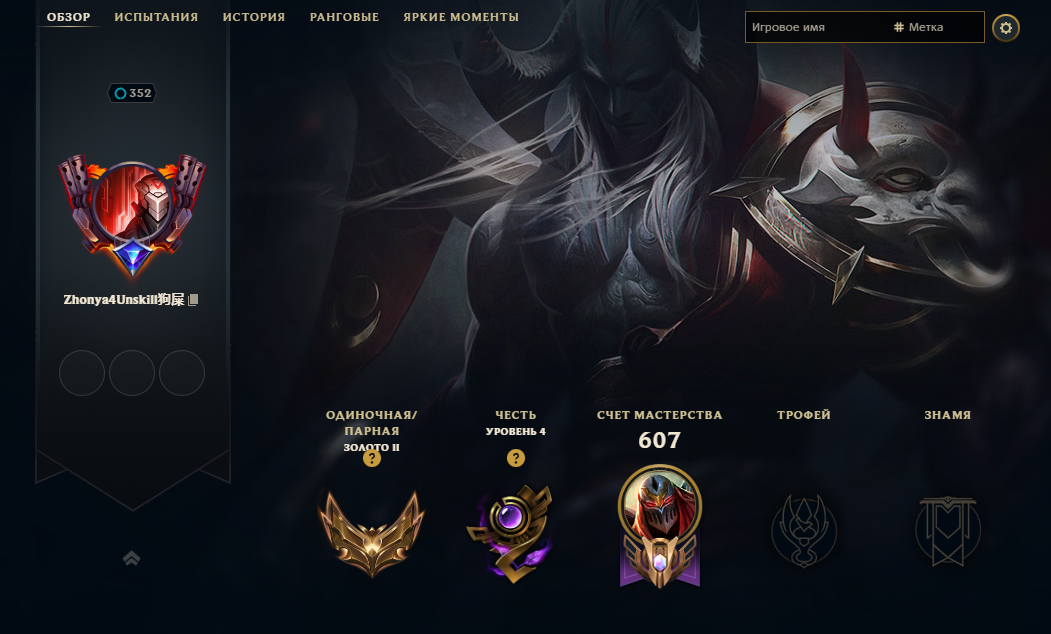 ОБЗОР ИСПЫТАНИЯ ИСТОРИЯ РАНГОВЫЕ ЯРКИЕ МОМЕНТЫ
Игровое имя # Метка
352
Zhonya4Unskill狗屎
ОДИНОЧНАЯ/
ПАРНАЯ
ЗОЛОТО II
?
ЧЕСТЬ
УРОВЕНЬ 4
?
СЧЕТ МАСТЕРСТВА
607
ТРОФЕЙ
ЗНАМЯ